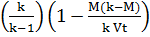 (k/(k−1)) (1 − M(k−M)/(k Vt))